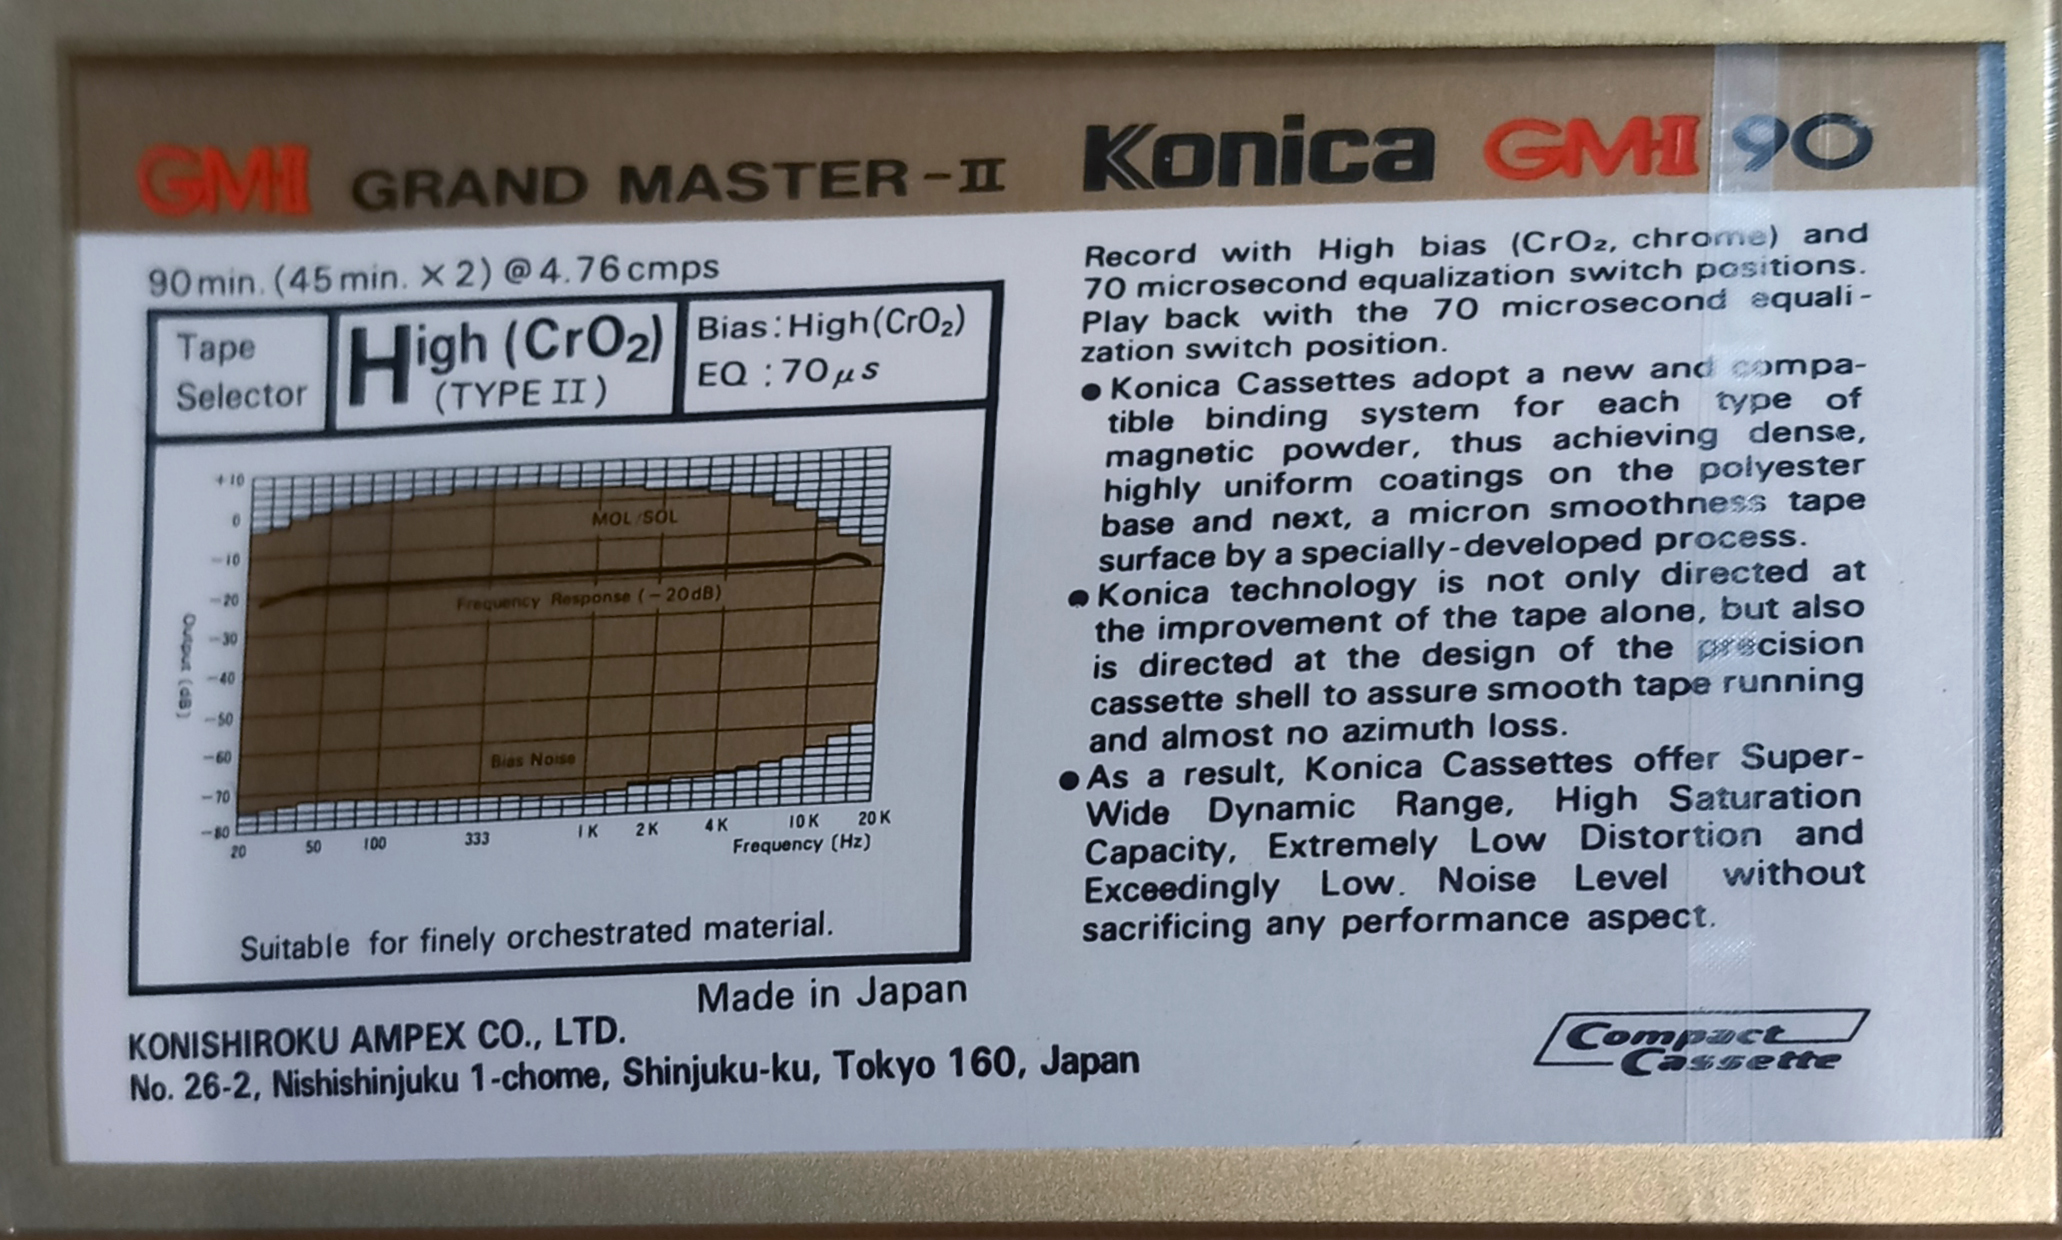 GM-II GRAND MASTER-II
Konica GM-II 90
90min. (45min. × 2) @ 4.76cmps
Tape
Selector
High (CrO₂)
(TYPE II)
Bias : High (CrO₂)
EQ : 70μs
+10
0
-10
-20
-30
-40
-50
-60
-70
-80
Output (dB)
MOL/SOL
Frequency Response (-20dB)
Bias Noise
20 50 100 333 1K 2K 4K 10K 20K
Frequency (Hz)
Suitable for finely orchestrated material.
Made in Japan
KONISHIROKU AMPEX CO., LTD.
No. 26-2, Nishishinjuku 1-chome, Shinjuku-ku, Tokyo 160, Japan
Record with High bias (CrO₂, chrome) and
70 microsecond equalization switch positions.
Play back with the 70 microsecond equali-
zation switch position.
● Konica Cassettes adopt a new and compa-
tible binding system for each type of
magnetic powder, thus achieving dense,
highly uniform coatings on the polyester
base and next, a micron smoothness tape
surface by a specially-developed process.
● Konica technology is not only directed at
the improvement of the tape alone, but also
is directed at the design of the precision
cassette shell to assure smooth tape running
and almost no azimuth loss.
● As a result, Konica Cassettes offer Super-
Wide Dynamic Range, High Saturation
Capacity, Extremely Low Distortion and
Exceedingly Low. Noise Level without
sacrificing any performance aspect.
Compact
Cassette